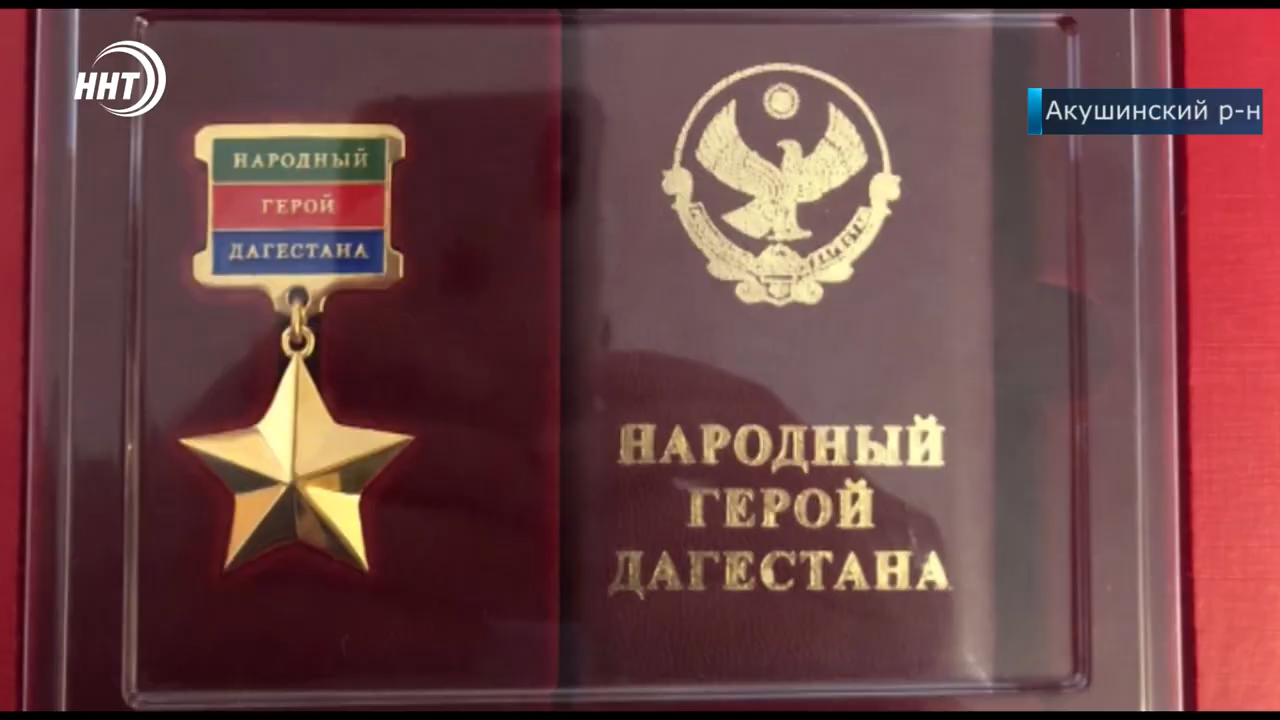 ННТ
Акушинский р-н
НАРОДНЫЙ
ГЕРОЙ
ДАГЕСТАНА
НАРОДНЫЙ
ГЕРОЙ
ДАГЕСТАНА